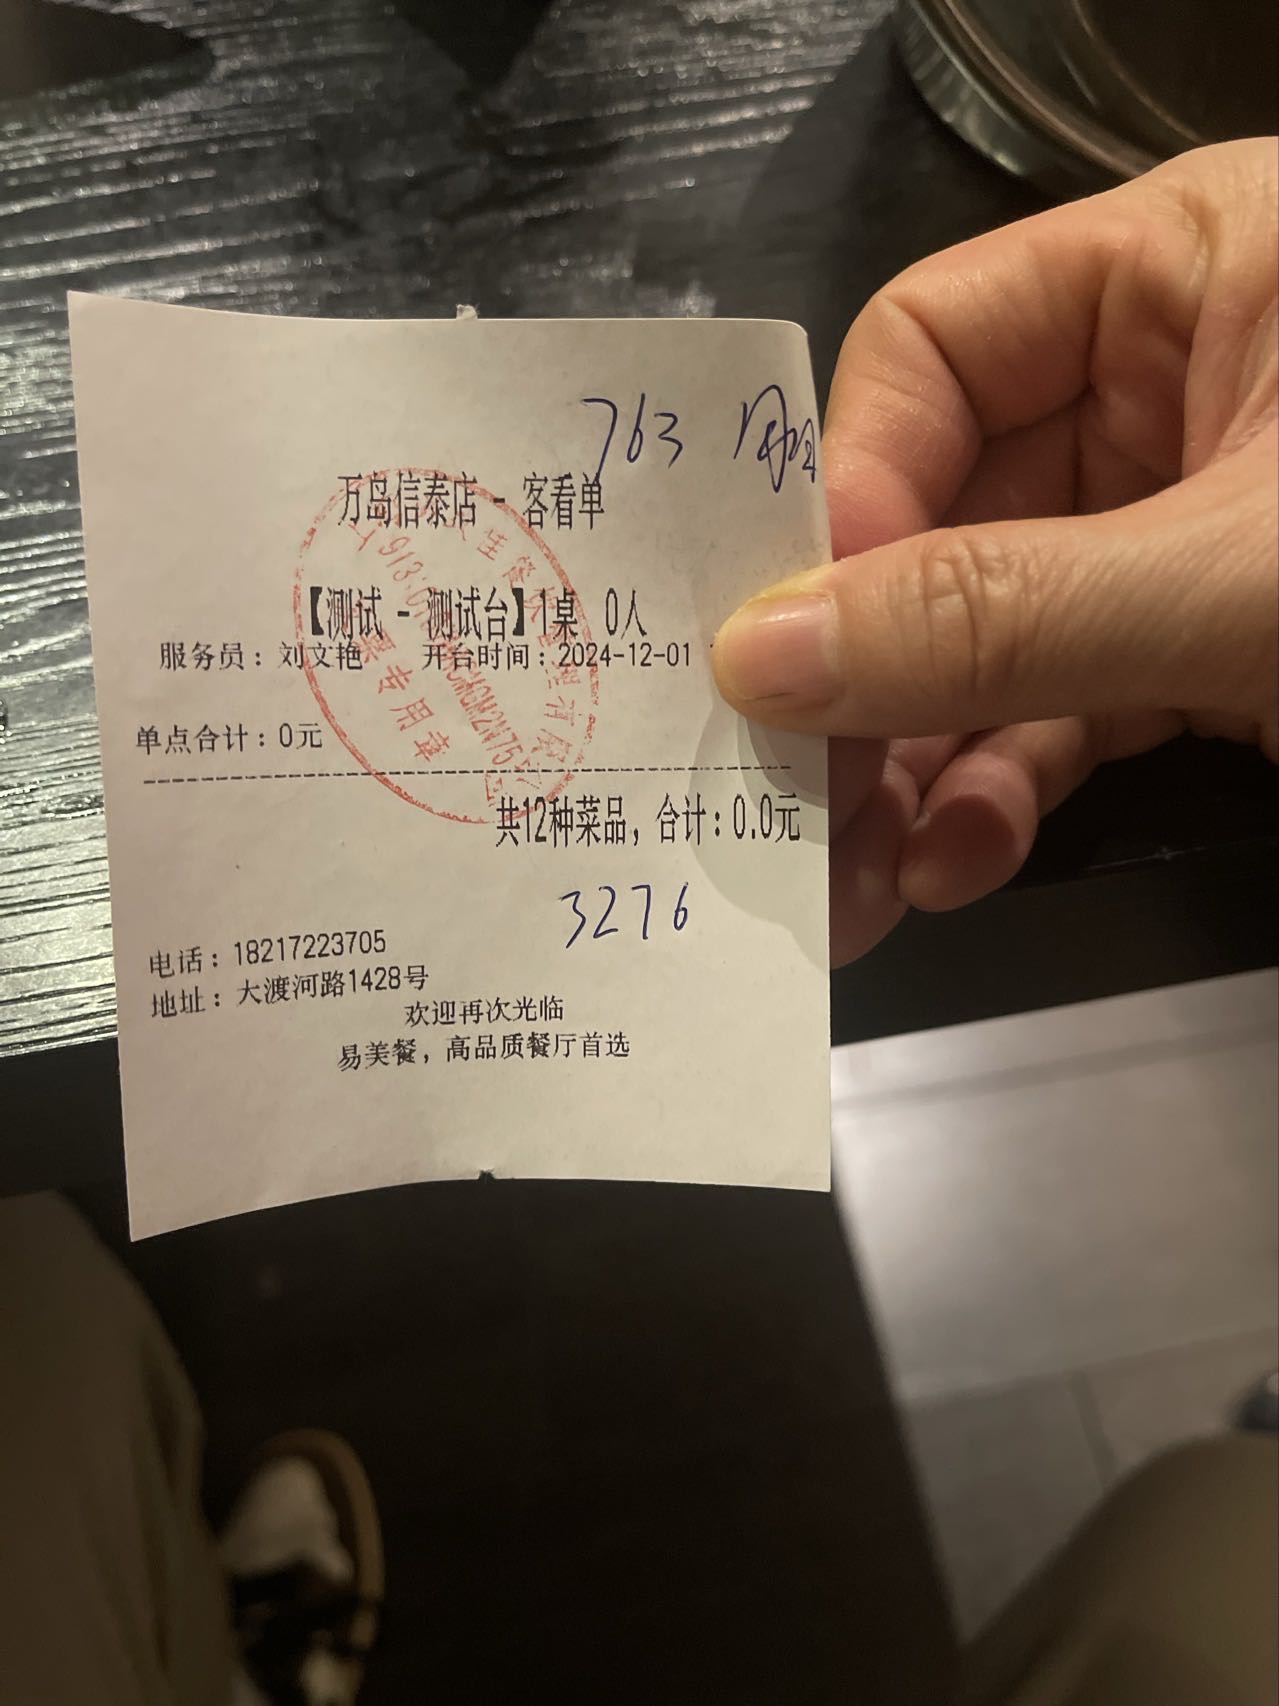 763
万岛信泰店 - 客看单
【测试 - 测试台】1桌 0人
服务员：刘文艳 开台时间：2024-12-01
单点合计：0元
共12种菜品，合计：0.0元
3276
电话：18217223705
地址：大渡河路1428号
欢迎再次光临
易美餐，高品质餐厅首选
专用章